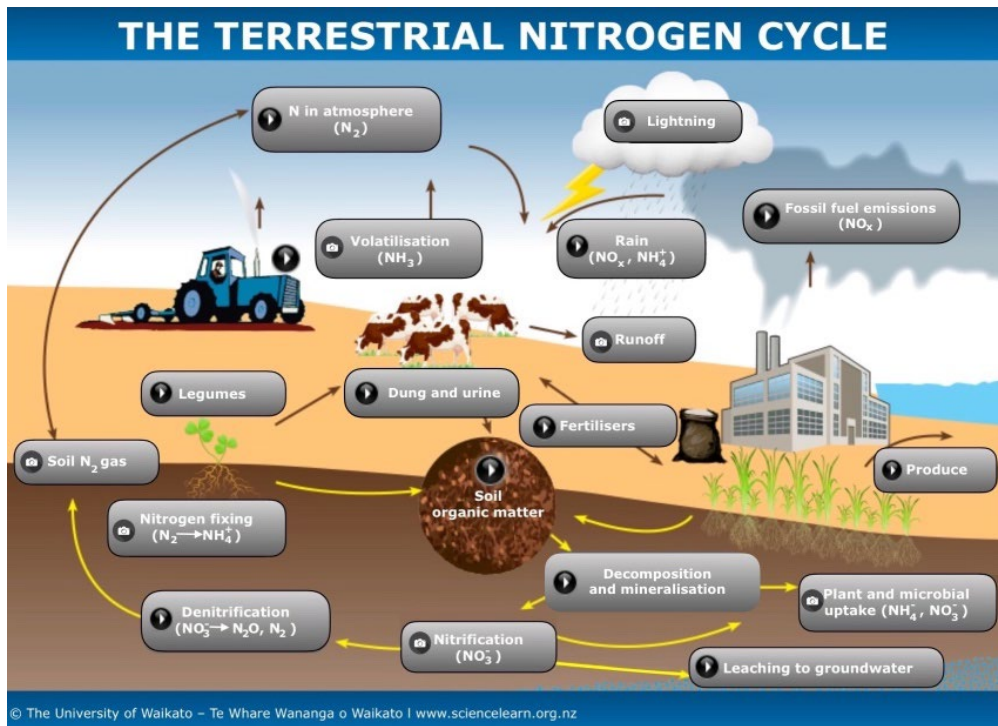 THE TERRESTRIAL NITROGEN CYCLE
N in atmosphere
(N₂)
Lightning
Fossil fuel emissions
(NOₓ)
Volatilisation
(NH₃)
Rain
(NOₓ, NH₄⁺)
Runoff
Legumes
Dung and urine
Fertilisers
Soil N₂ gas
Produce
Soil
organic matter
Nitrogen fixing
(N₂→NH₄⁺)
Decomposition
and mineralisation
Plant and microbial
uptake (NH₄⁻, NO₃⁻)
Denitrification
(NO₃⁻→N₂O, N₂)
Nitrification
(NO₃⁻)
Leaching to groundwater
© The University of Waikato – Te Whare Wananga o Waikato l www.sciencelearn.org.nz